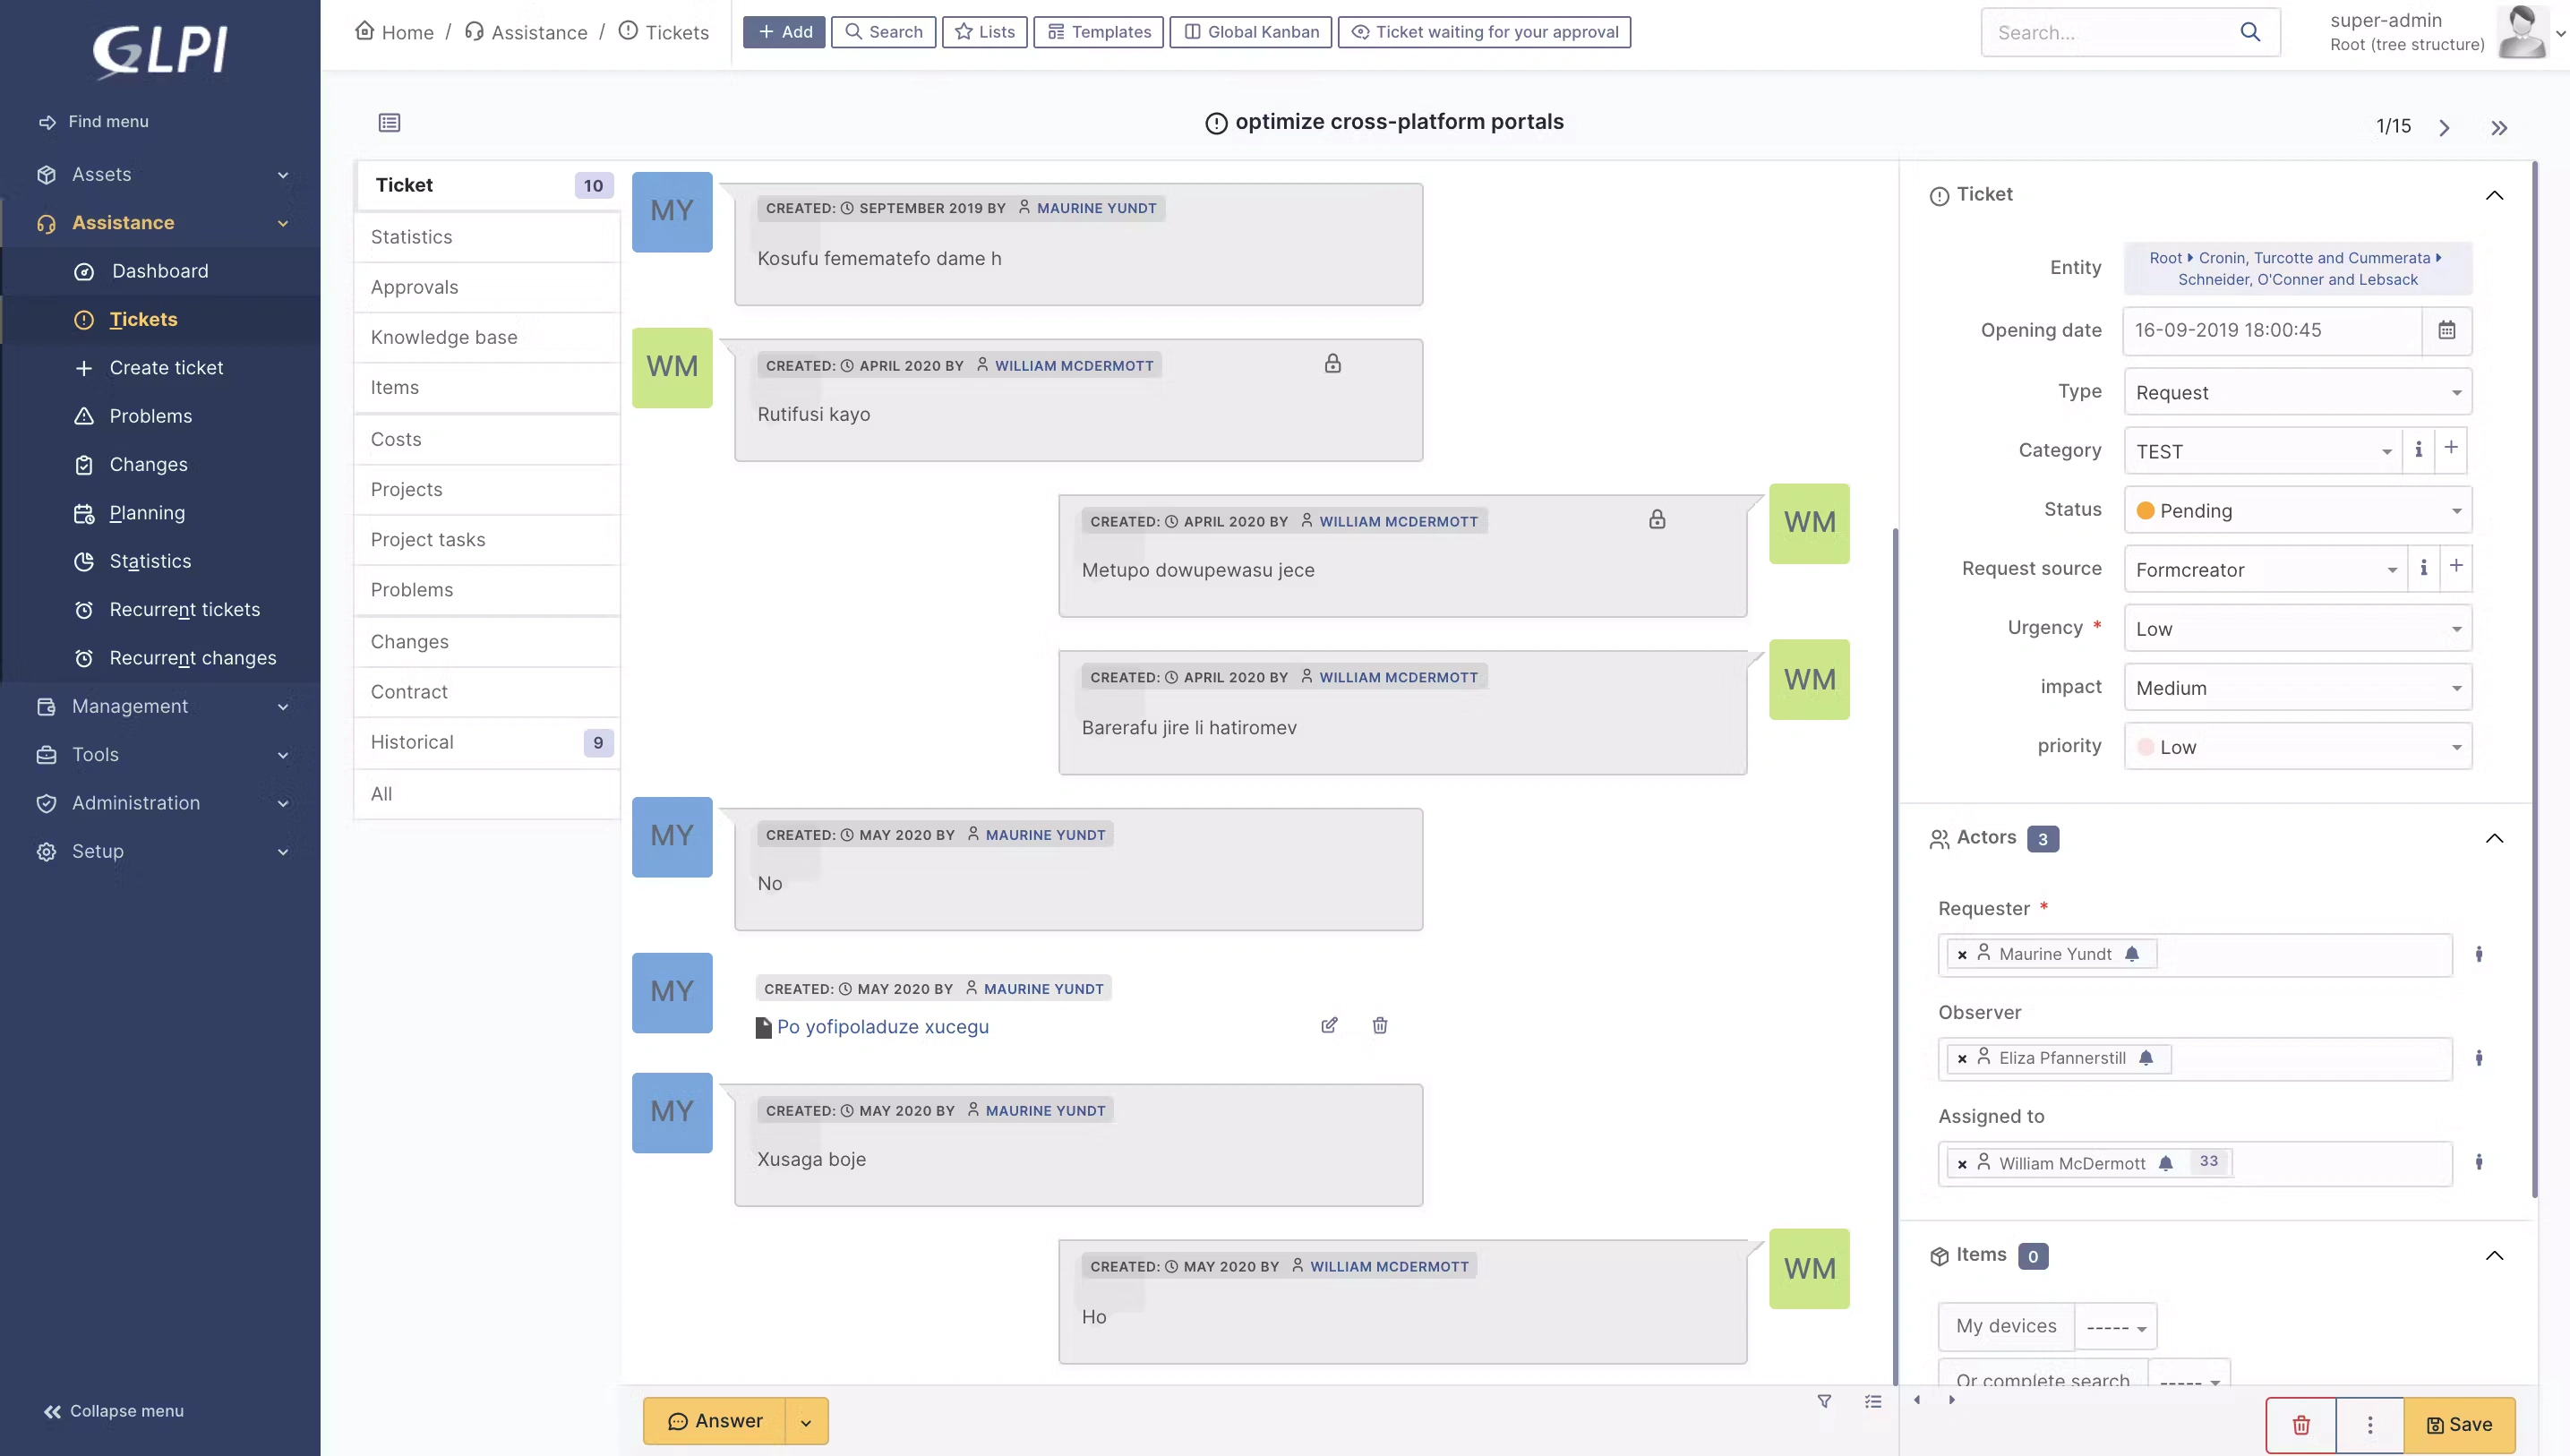 GLPI
Home / Assistance / Tickets
Add
Search
Lists
Templates
Global Kanban
Ticket waiting for your approval
Search...
super-admin
Root (tree structure)
Find menu
Assets
Assistance
Dashboard
Tickets
Create ticket
Problems
Changes
Planning
Statistics
Recurrent tickets
Recurrent changes
Management
Tools
Administration
Setup
Collapse menu
optimize cross-platform portals
1/15
Ticket 10
Statistics
Approvals
Knowledge base
Items
Costs
Projects
Project tasks
Problems
Changes
Contract
Historical 9
All
MY
CREATED: SEPTEMBER 2019 BY MAURINE YUNDT
Kosufu femematefo dame h
WM
CREATED: APRIL 2020 BY WILLIAM MCDERMOTT
Rutifusi kayo
CREATED: APRIL 2020 BY WILLIAM MCDERMOTT
WM
Metupo dowupewasu jece
CREATED: APRIL 2020 BY WILLIAM MCDERMOTT
WM
Barerafu jire li hatiromev
MY
CREATED: MAY 2020 BY MAURINE YUNDT
No
MY
CREATED: MAY 2020 BY MAURINE YUNDT
Po yofipoladuze xucegu
MY
CREATED: MAY 2020 BY MAURINE YUNDT
Xusaga boje
CREATED: MAY 2020 BY WILLIAM MCDERMOTT
WM
Ho
Answer
Ticket
Entity
Root Cronin, Turcotte and Cummerata
Schneider, O'Conner and Lebsack
Opening date 16-09-2019 18:00:45
Type Request
Category TEST
Status Pending
Request source Formcreator
Urgency * Low
impact Medium
priority Low
Actors 3
Requester *
× Maurine Yundt
Observer
× Eliza Pfannerstill
Assigned to
× William McDermott 33
Items 0
My devices -----
Or complete search -----
Save